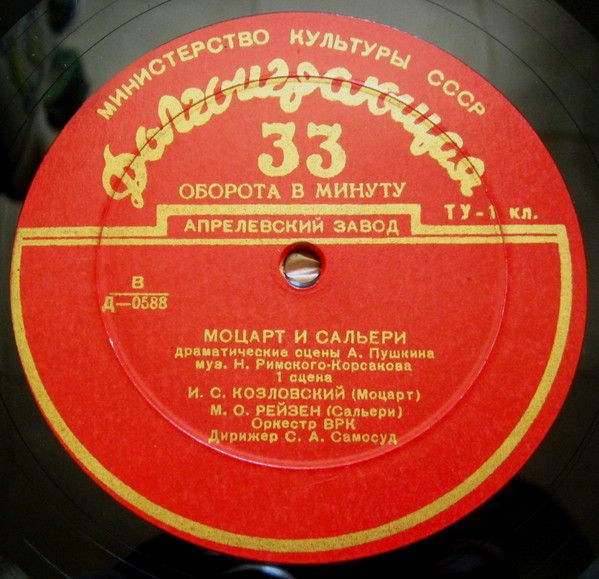 МИНИСТЕРСТВО КУЛЬТУРЫ СССР
Долгоиграющая
33
ОБОРОТА В МИНУТУ
ТУ-1 кл.
АПРЕЛЕВСКИЙ ЗАВОД
В
Д—0588
МОЦАРТ И САЛЬЕРИ
драматические сцены А. Пушкина
муз. Н. Римского-Корсакова
1 сцена
И. С. КОЗЛОВСКИЙ (Моцарт)
М. О. РЕЙЗЕН (Сальери)
Оркестр ВРК
Дирижер С. А. Самосуд